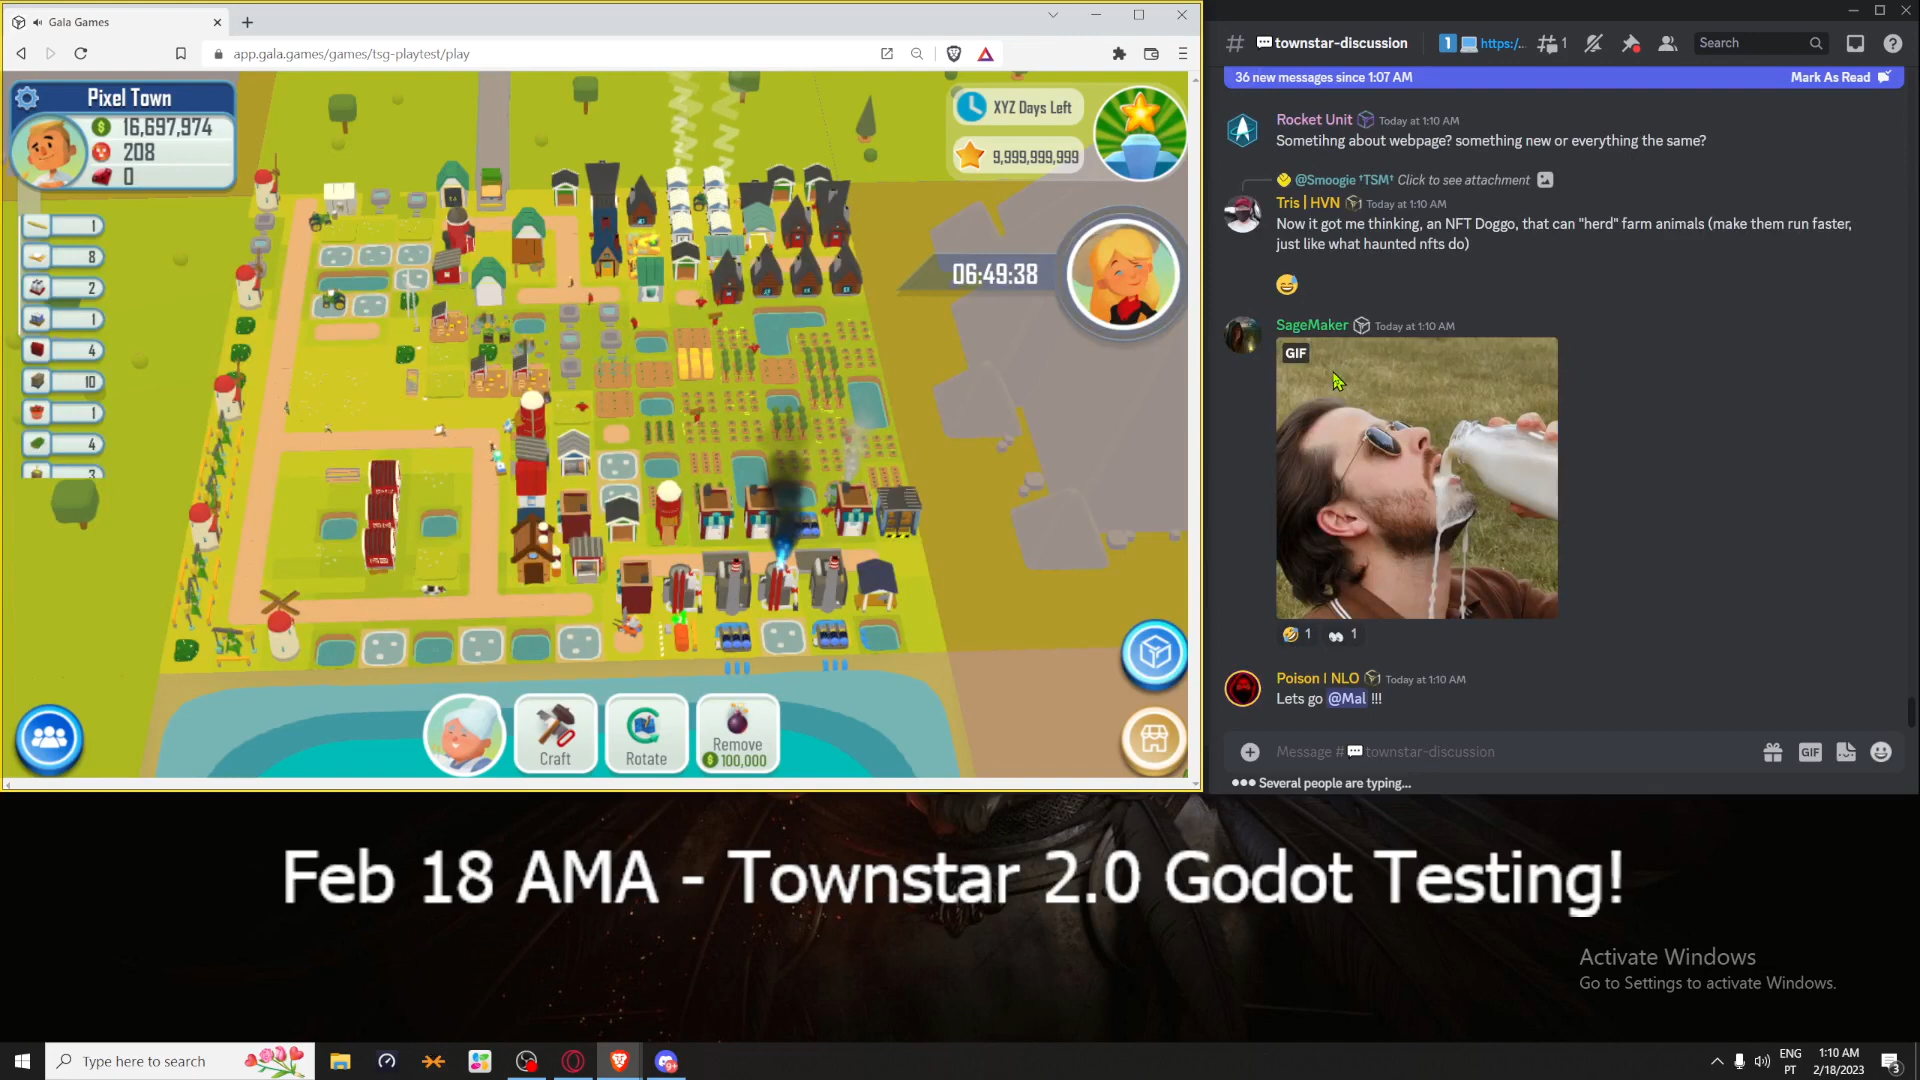 Gala Games
app.gala.games/games/tsg-playtest/play
Pixel Town
16,697,974
208
0
1
8
2
1
4
10
1
4
3
XYZ Days Left
9,999,999,999
06:49:38
Craft
Rotate
Remove
100,000
townstar-discussion
1
https:/...
1
Search
36 new messages since 1:07 AM
Mark As Read
Rocket Unit Today at 1:10 AM
Sometihng about webpage? something new or everything the same?
@Smoogie †TSM† Click to see attachment
Tris | HVN Today at 1:10 AM
Now it got me thinking, an NFT Doggo, that can "herd" farm animals (make them run faster,
just like what haunted nfts do)
SageMaker Today at 1:10 AM
GIF
1 1
Poison | NLO Today at 1:10 AM
Lets go @Mal !!!
Message # townstar-discussion
GIF
Several people are typing...
Feb 18 AMA - Townstar 2.0 Godot Testing!
Activate Windows
Go to Settings to activate Windows.
Type here to search
9+
ENG
PT
1:10 AM
2/18/2023
3